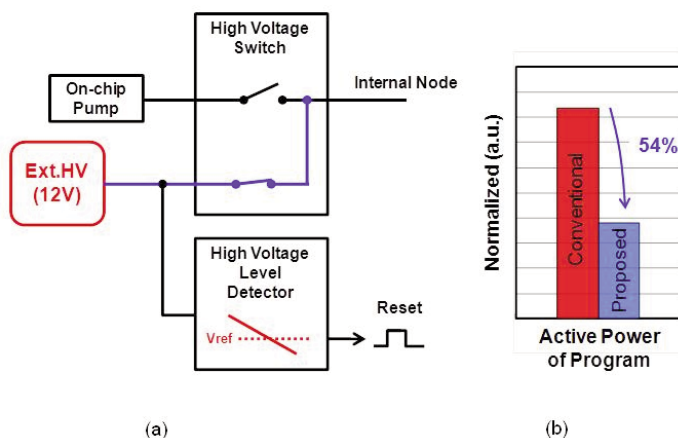 High Voltage
Switch
On-chip
Pump
Internal Node
Ext.HV
(12V)
High Voltage
Level
Detector
Vref
Reset
(a)
Normalized (a.u.)
Conventional
Proposed
54%
Active Power
of Program
(b)